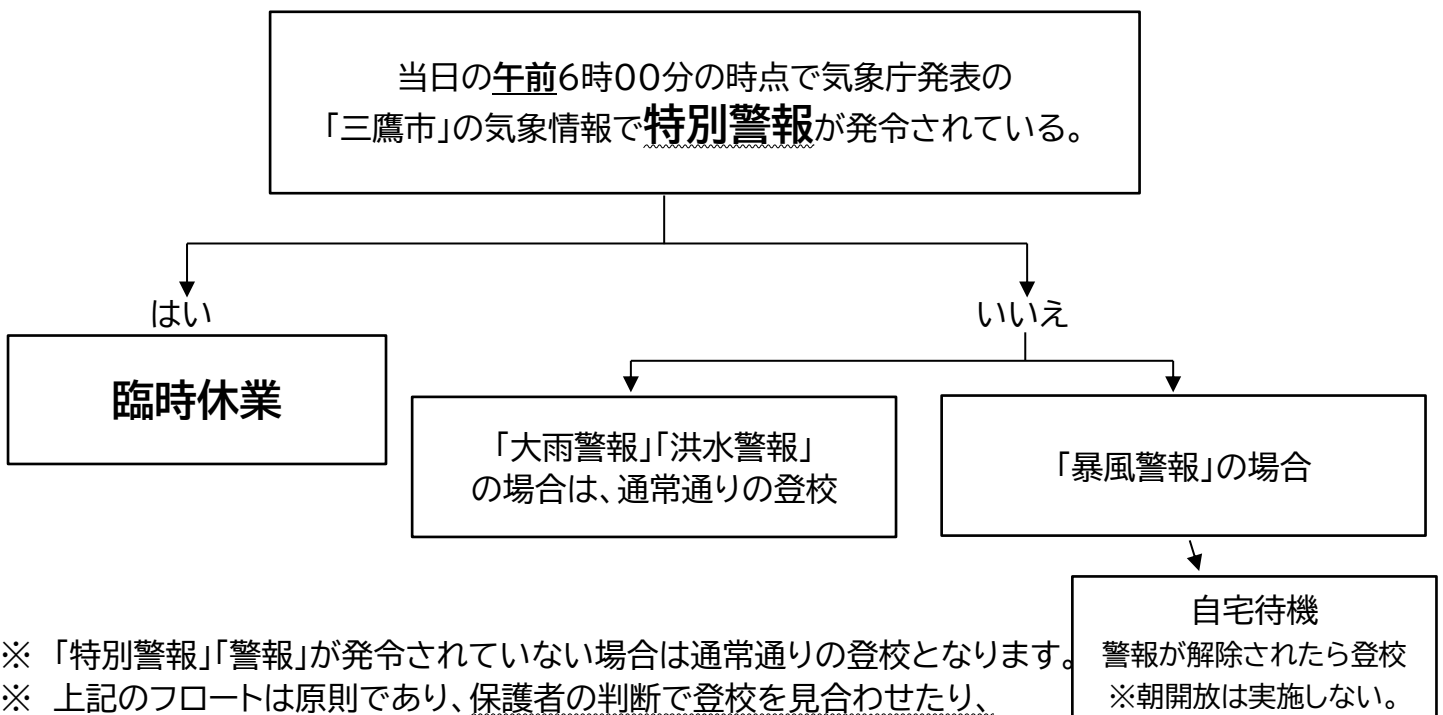 当日の午前6時00分の時点で気象庁発表の
「三鷹市」の気象情報で特別警報が発令されている。
はい
いいえ
臨時休業
「大雨警報」「洪水警報」
の場合は、通常通りの登校
「暴風警報」の場合
自宅待機
警報が解除されたら登校
※朝開放は実施しない。
※ 「特別警報」「警報」が発令されていない場合は通常通りの登校となります。
※ 上記のフロートは原則であり、保護者の判断で登校を見合わせたり、